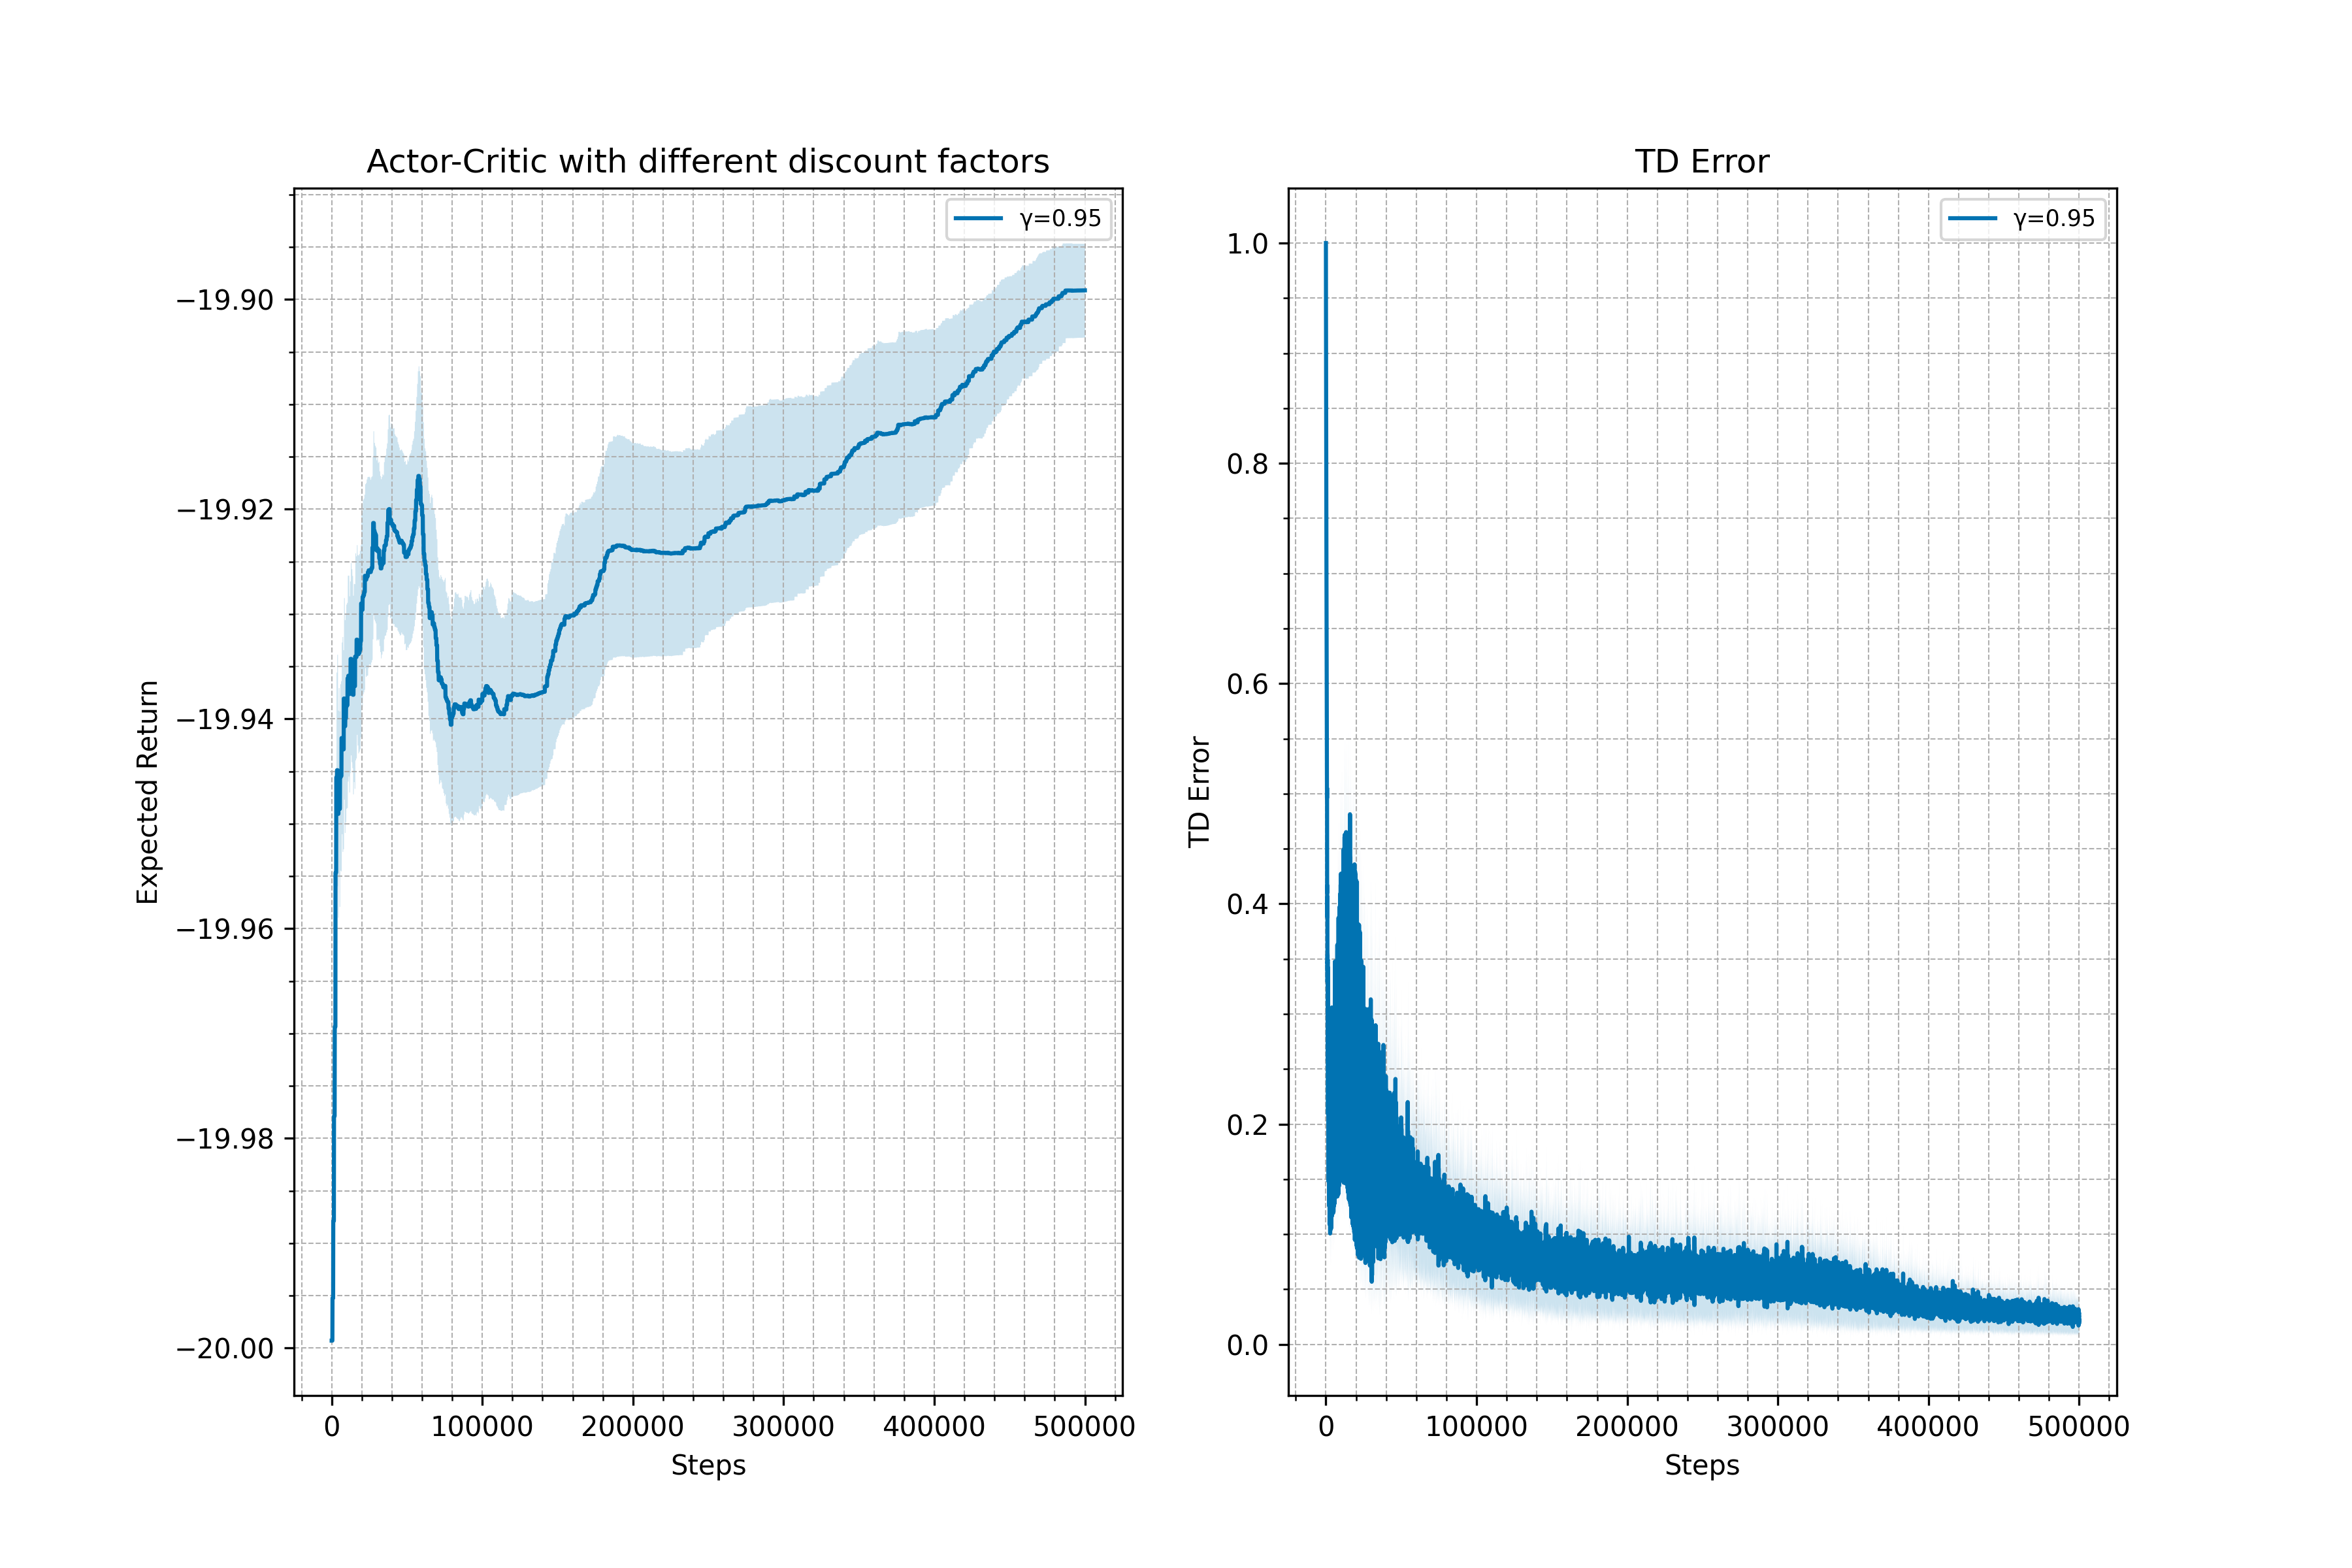 Actor-Critic with different discount factors
γ=0.95
−19.90
−19.92
−19.94
−19.96
−19.98
−20.00
Expected Return
0 100000 200000 300000 400000 500000
Steps
TD Error
γ=0.95
1.0
0.8
0.6
0.4
0.2
0.0
TD Error
0 100000 200000 300000 400000 500000
Steps